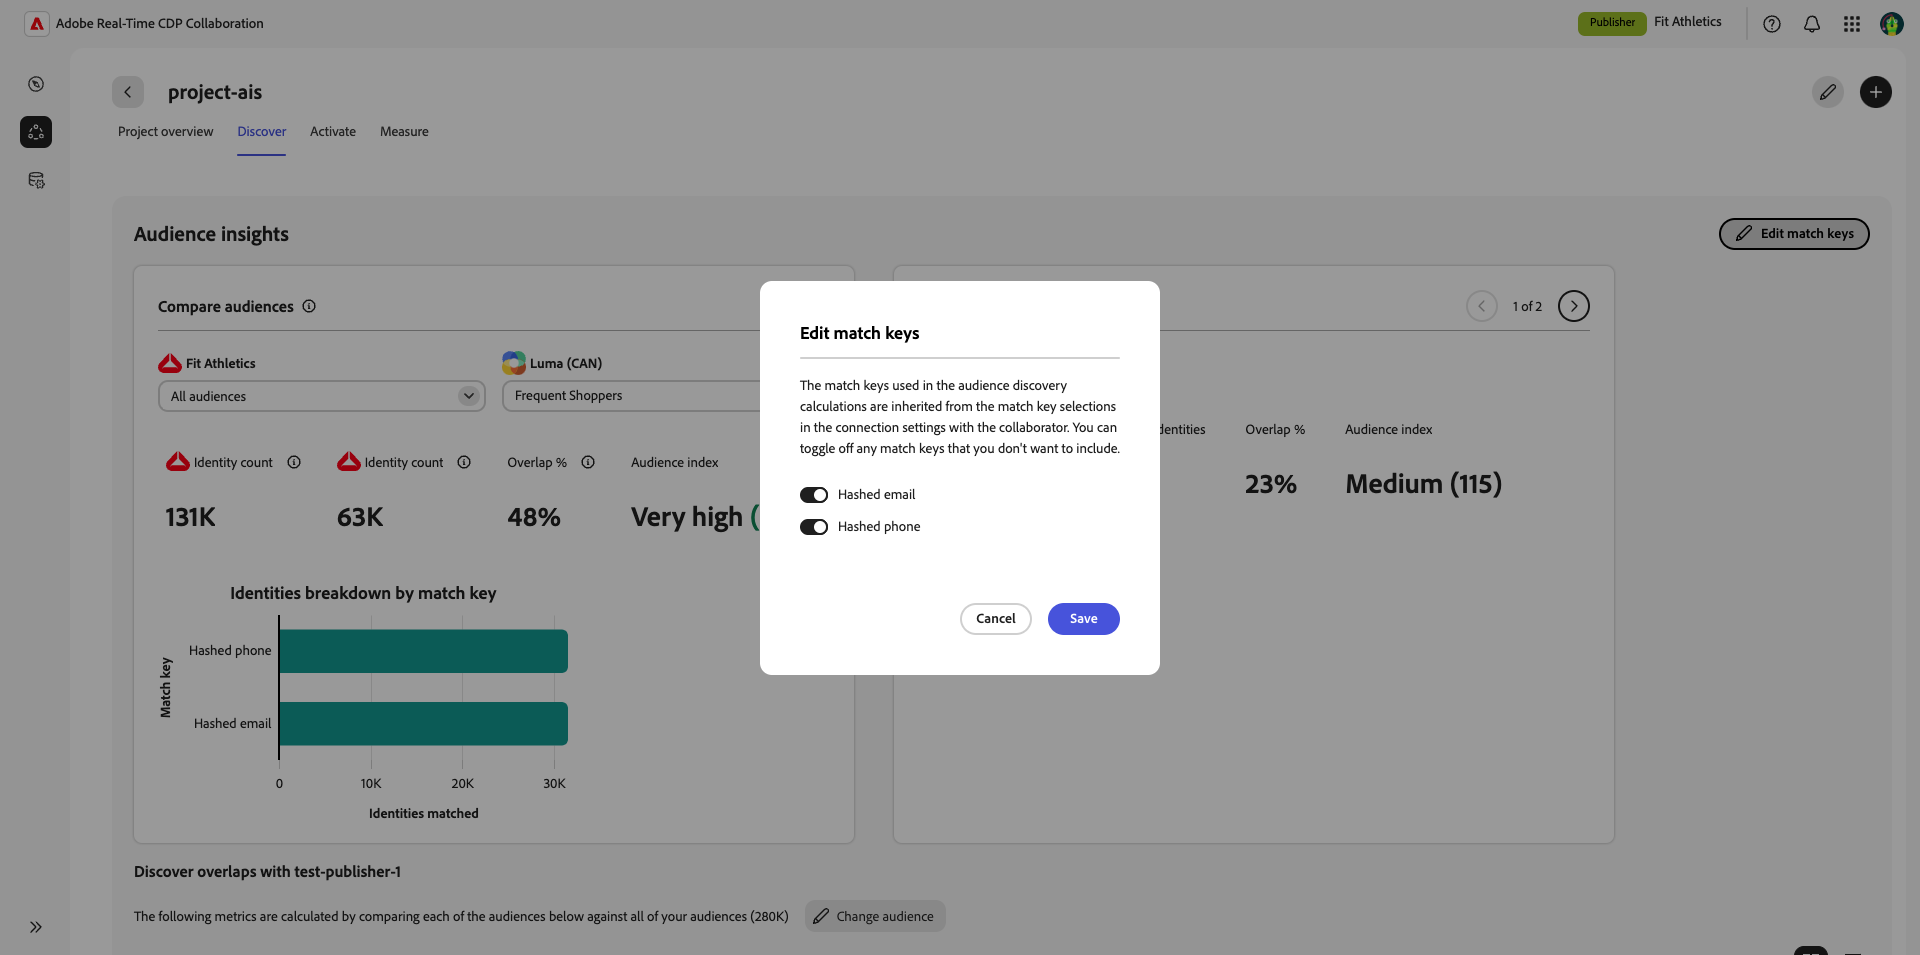 Adobe Real-Time CDP Collaboration
Publisher
Fit Athletics
project-ais
Project overview
Discover
Activate
Measure
Audience insights
Edit match keys
Compare audiences
1 of 2
Fit Athletics
Luma (CAN)
All audiences
Frequent Shoppers
Identity count
Identity count
Overlap %
Audience index
131K
63K
48%
Very high (
Identities breakdown by match key
Match key
Hashed phone
Hashed email
0
10K
20K
30K
Identities matched
dentities
Overlap %
Audience index
23%
Medium (115)
Edit match keys
The match keys used in the audience discovery
calculations are inherited from the match key selections
in the connection settings with the collaborator. You can
toggle off any match keys that you don't want to include.
Hashed email
Hashed phone
Cancel
Save
Discover overlaps with test-publisher-1
The following metrics are calculated by comparing each of the audiences below against all of your audiences (280K)
Change audience